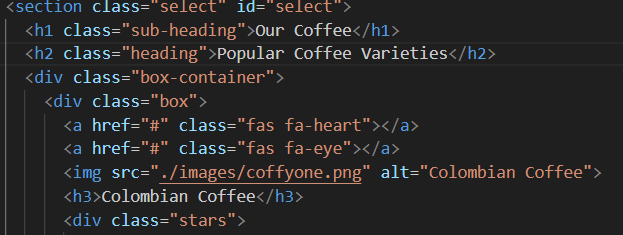 <section class="select" id="select">
<h1 class="sub-heading">Our Coffee</h1>
<h2 class="heading">Popular Coffee Varieties</h2>
<div class="box-container">
<div class="box">
<a href="#" class="fas fa-heart"></a>
<a href="#" class="fas fa-eye"></a>
<img src="./images/coffyone.png" alt="Colombian Coffee">
<h3>Colombian Coffee</h3>
<div class="stars">